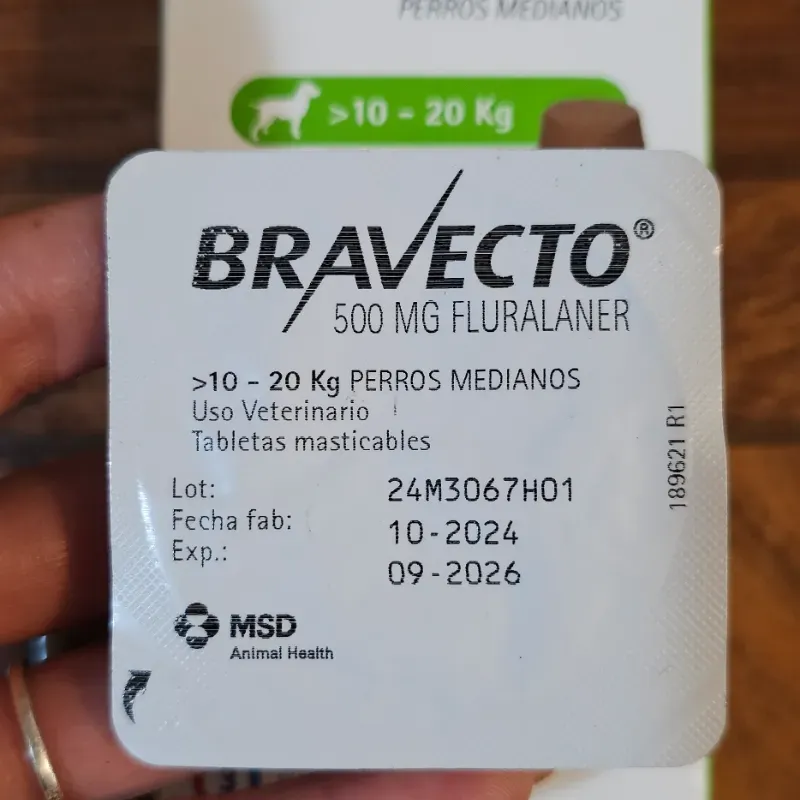 PERROS MEDIANOS
>10 - 20 Kg
BRAVECTO®
500 MG FLURALANER
>10 - 20 Kg PERROS MEDIANOS
Uso Veterinario
Tabletas masticables
Lot: 24M3067H01
Fecha fab: 10-2024
Exp.: 09-2026
189621 R1
MSD
Animal Health